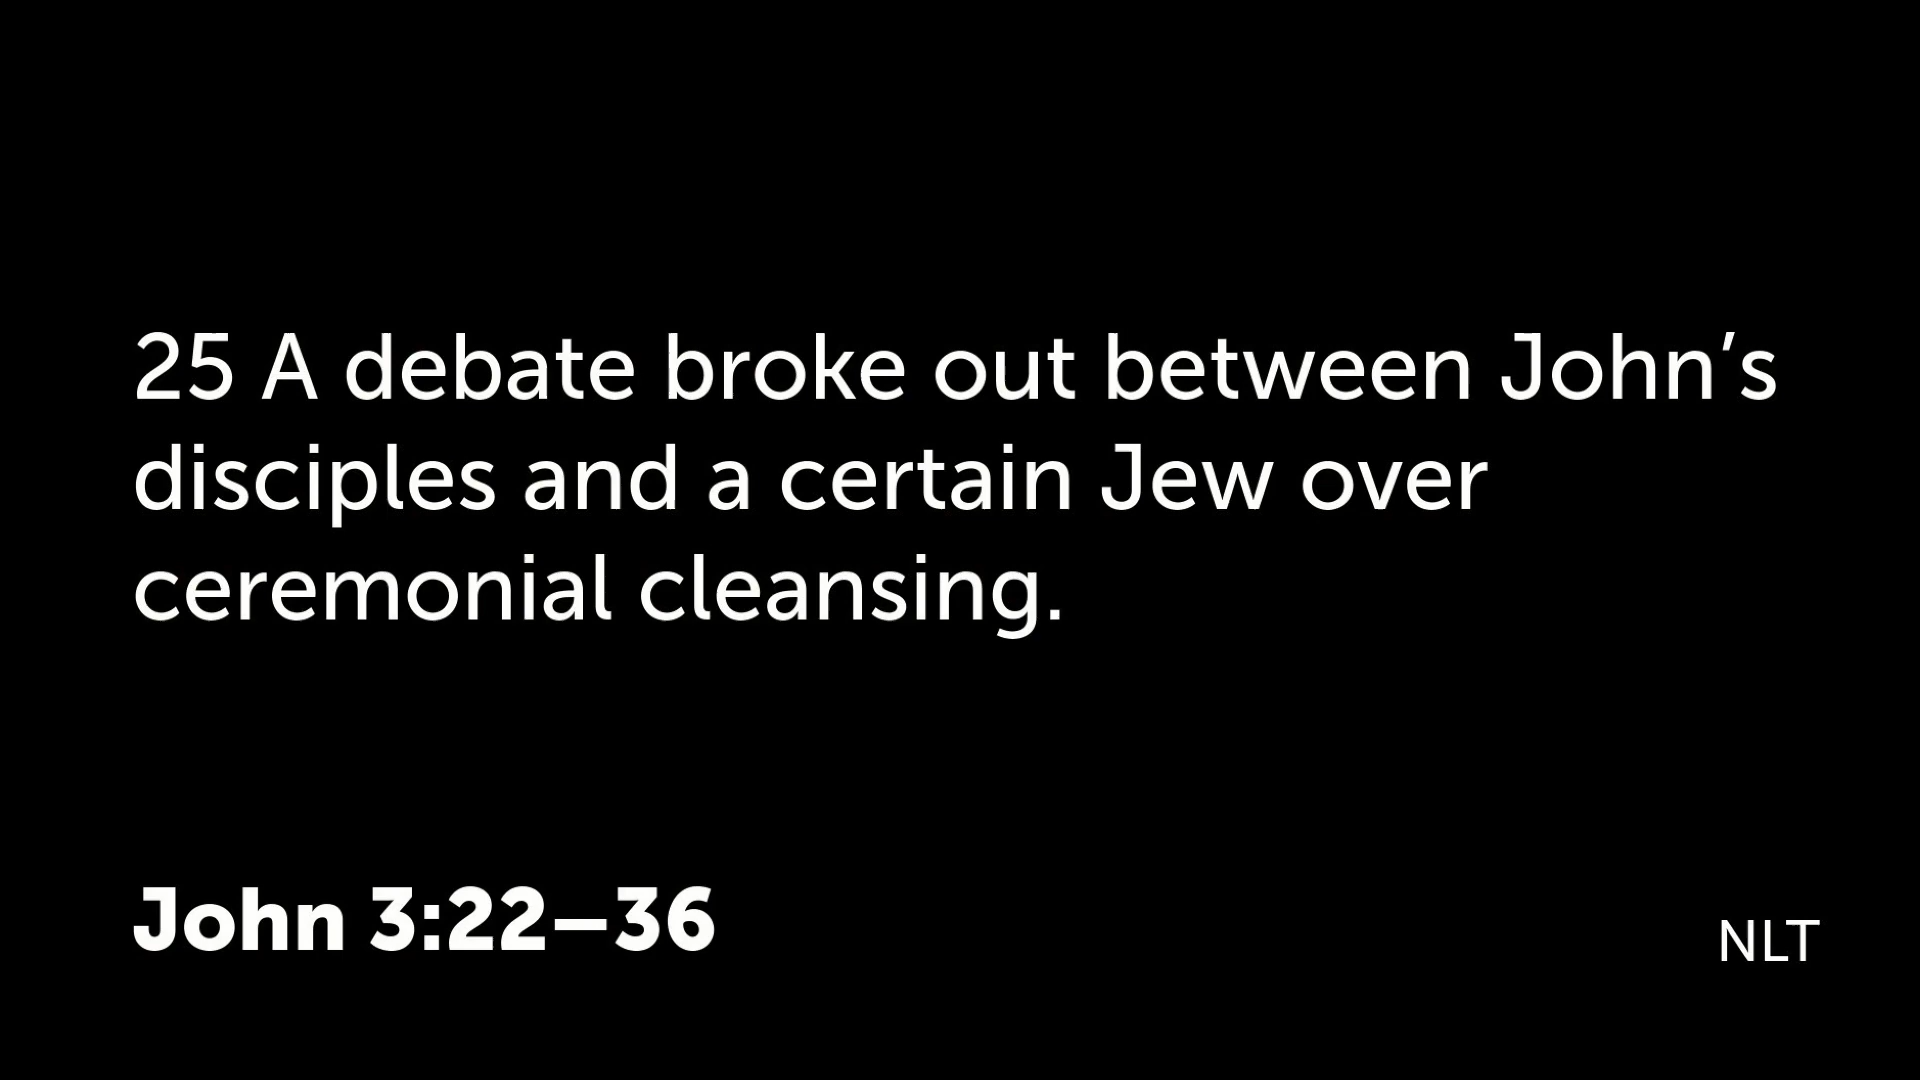 25 A debate broke out between John’s
disciples and a certain Jew over
ceremonial cleansing.
John 3:22–36
NLT